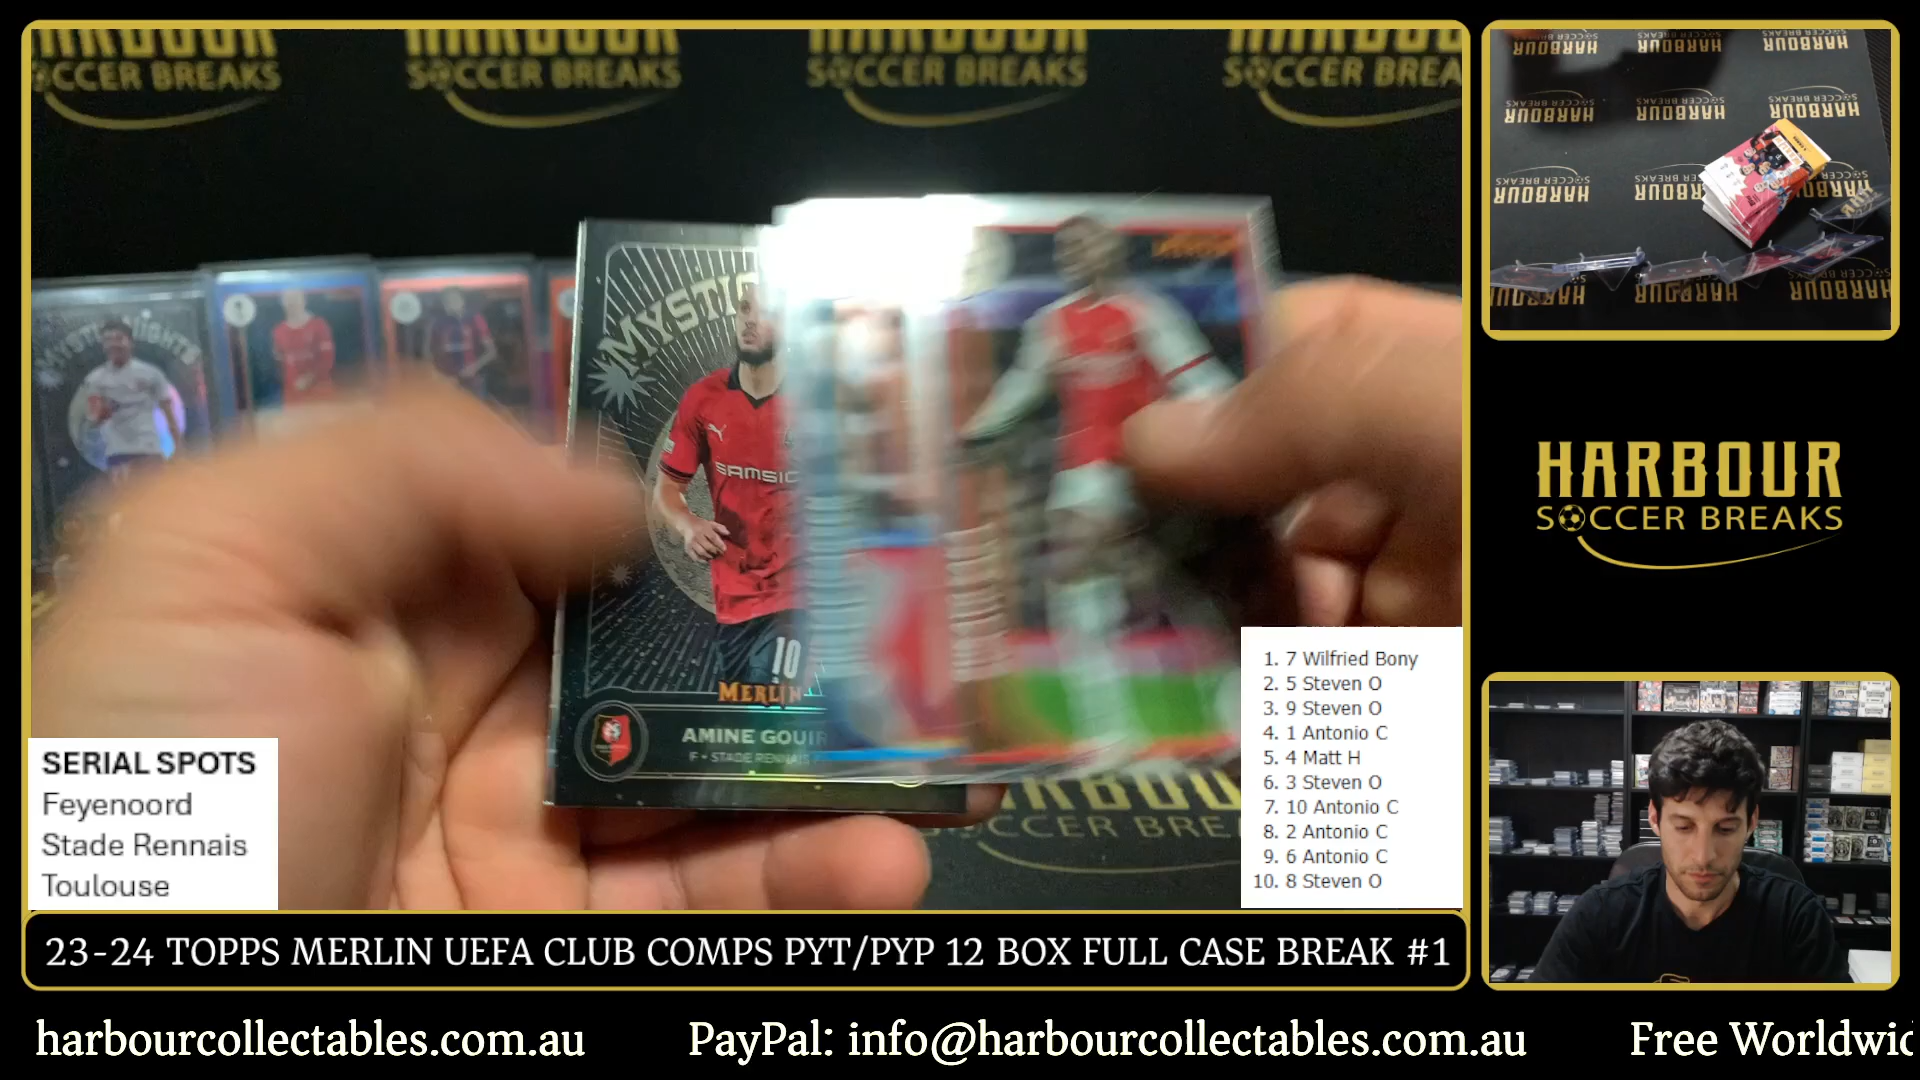 HARBOUR
SOCCER BREAKS
HARBOUR
SOCCER BREAKS
HARBOUR
SOCCER BREAKS
HARBOUR
SOCCER BREA
MYSTIC
SAMSIC
10
MERLIN
AMINE GOUIR
F • STADE RENNAIS
SERIAL SPOTS
Feyenoord
Stade Rennais
Toulouse
1. 7 Wilfried Bony
2. 5 Steven O
3. 9 Steven O
4. 1 Antonio C
5. 4 Matt H
6. 3 Steven O
7. 10 Antonio C
8. 2 Antonio C
9. 6 Antonio C
10. 8 Steven O
HARBOUR
SOCCER BREAKS
23-24 TOPPS MERLIN UEFA CLUB COMPS PYT/PYP 12 BOX FULL CASE BREAK #1
harbourcollectables.com.au
PayPal: info@harbourcollectables.com.au
Free Worldwid